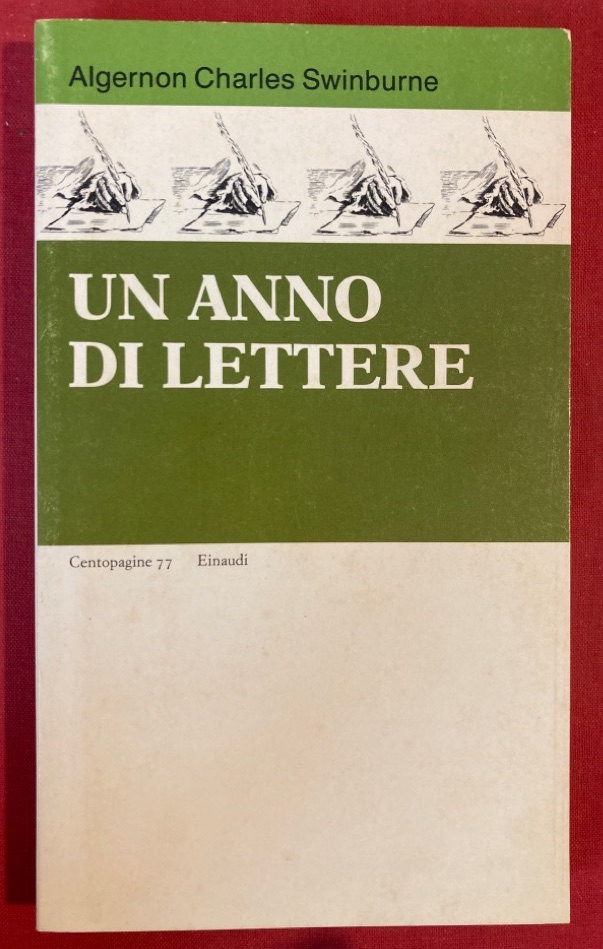 Algernon Charles Swinburne
UN ANNO
DI LETTERE
Centopagine 77 Einaudi